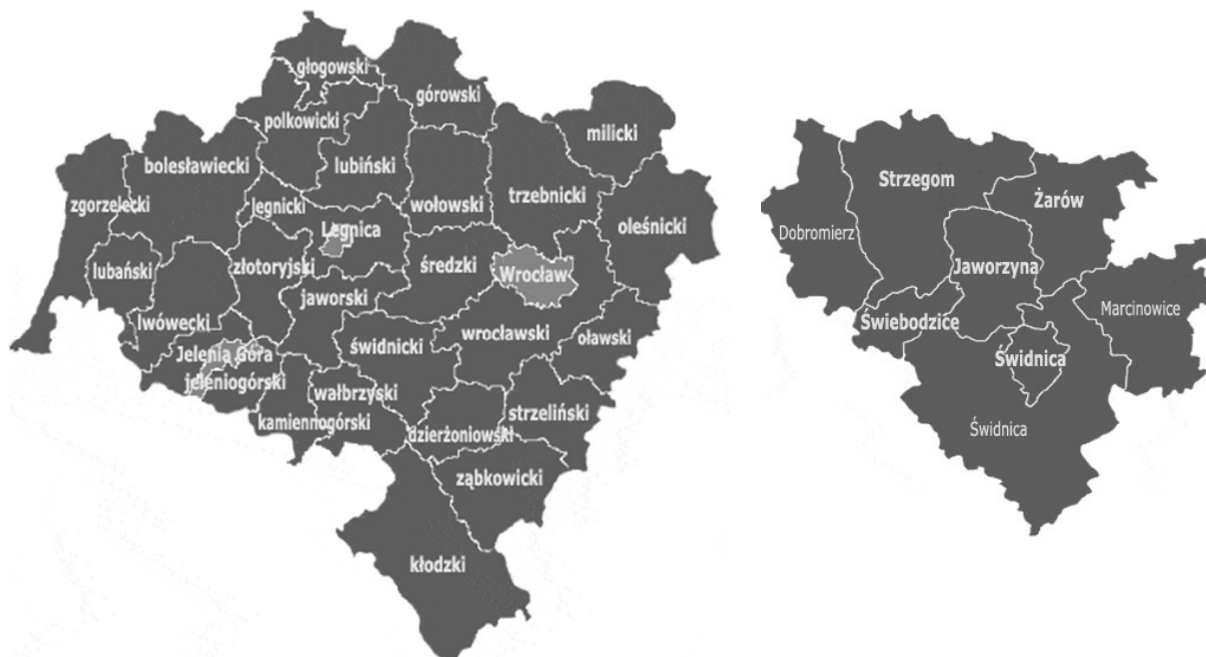 głogowski
górowski
polkowicki
milicki
bolesławiecki
lubiński
trzebnicki
zgorzelecki
legnicki
wołowski
oleśnicki
Legnica
lubański
złotoryjski
średzki
Wrocław
jaworski
lwówecki
wrocławski
oławski
Jelenia Góra
świdnicki
jeleniogórski
wałbrzyski
strzeliński
kamiennogórski
dzierżoniowski
ząbkowicki
kłodzki
Strzegom
Żarów
Dobromierz
Jaworzyna
Marcinowice
Świebodzice
Świdnica
Świdnica